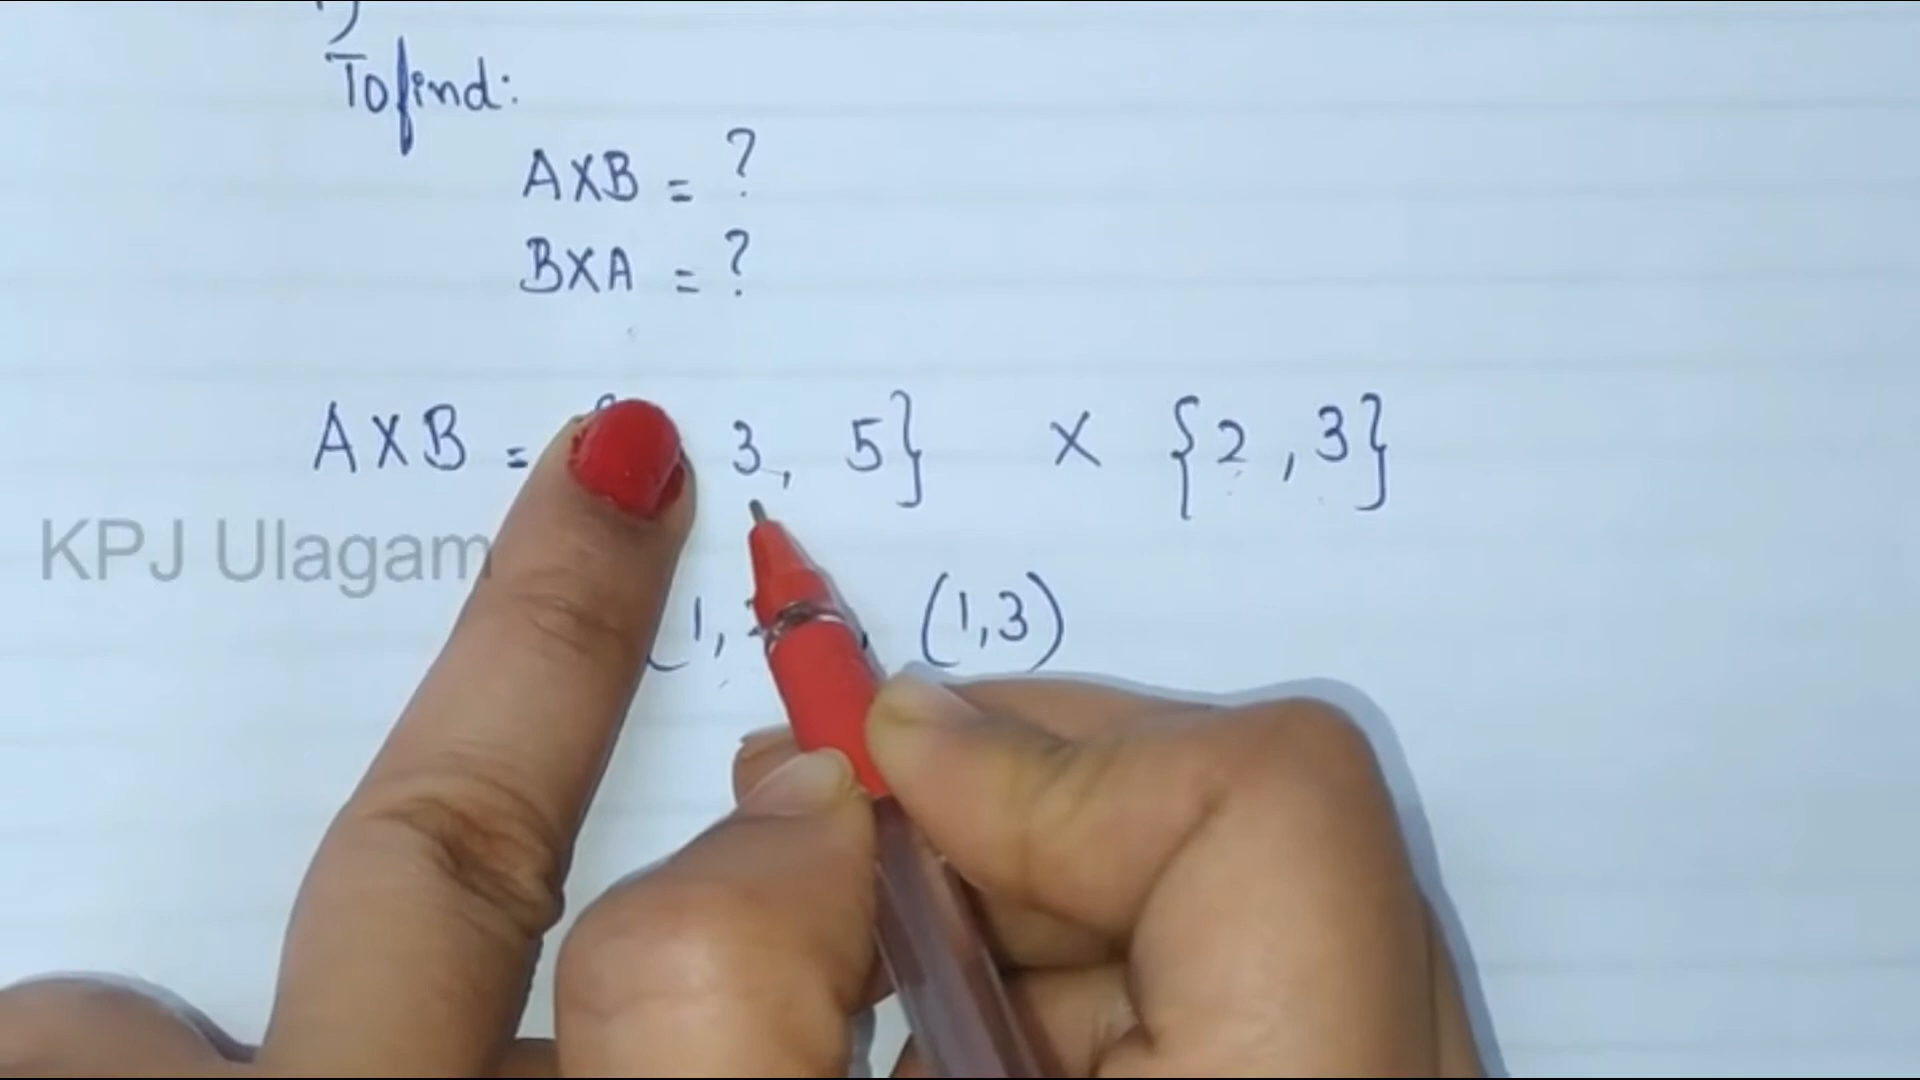 To find:
AXB = ?
BXA = ?
AXB = 3, 5} X {2, 3}
KPJ Ulagam
(1, , (1,3)